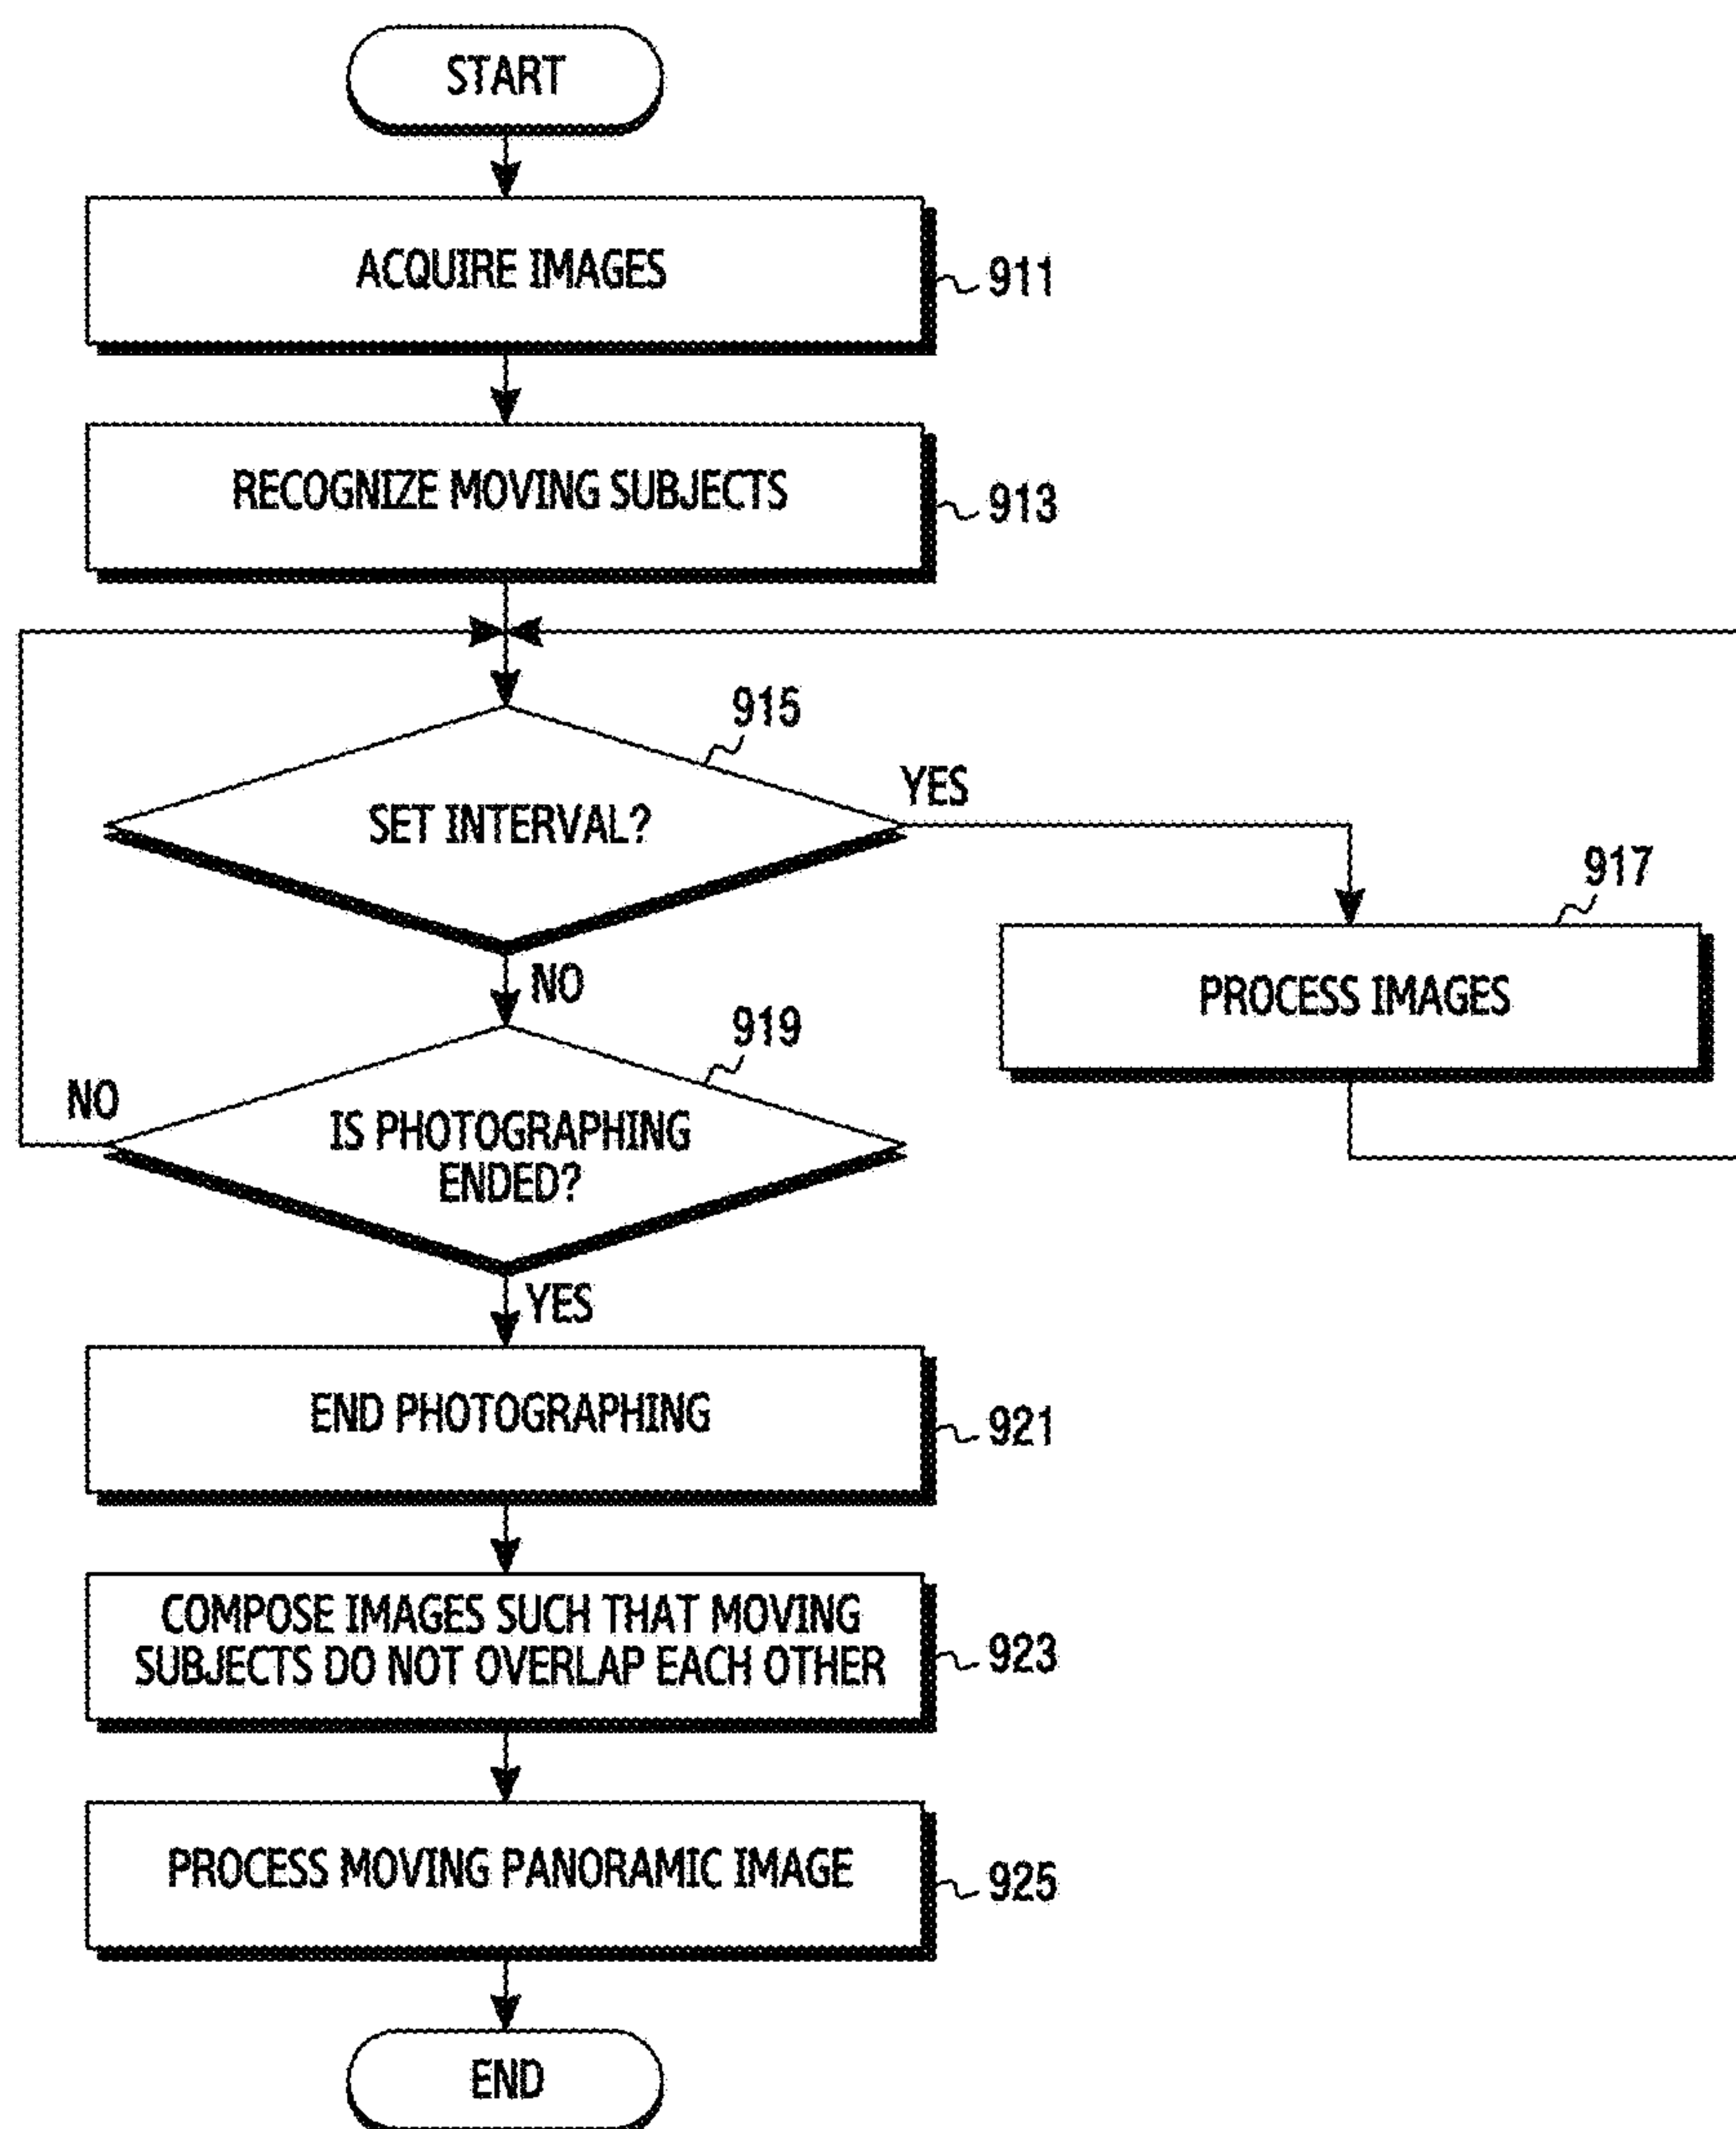 START
ACQUIRE IMAGES
911
RECOGNIZE MOVING SUBJECTS
913
915
SET INTERVAL?
YES
917
PROCESS IMAGES
NO
919
NO
IS PHOTOGRAPHING
ENDED?
YES
END PHOTOGRAPHING
921
COMPOSE IMAGES SUCH THAT MOVING
SUBJECTS DO NOT OVERLAP EACH OTHER
923
PROCESS MOVING PANORAMIC IMAGE
925
END